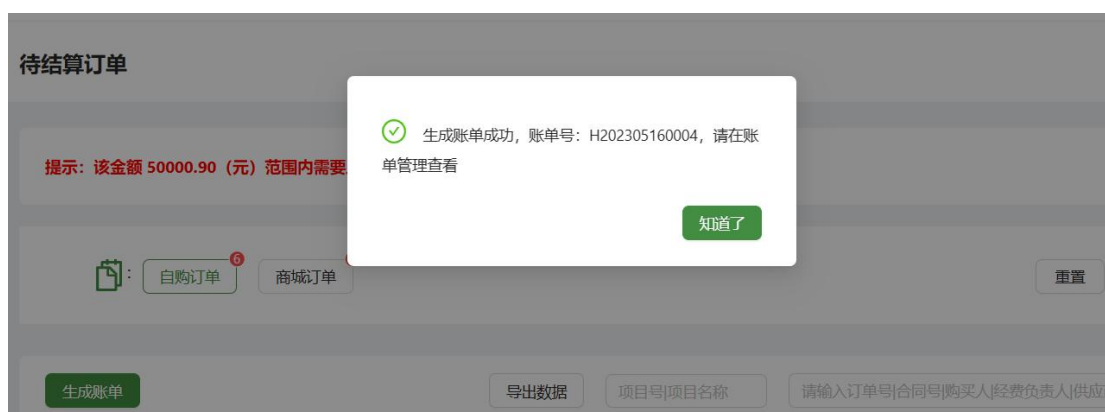 待结算订单
生成账单成功，账单号：H202305160004，请在账
单管理查看
提示：该金额 50000.90（元）范围内需要
知道了
6
自购订单
商城订单
重置
生成账单
导出数据
项目号|项目名称
请输入订单号|合同号|购买人|经费负责人|供应